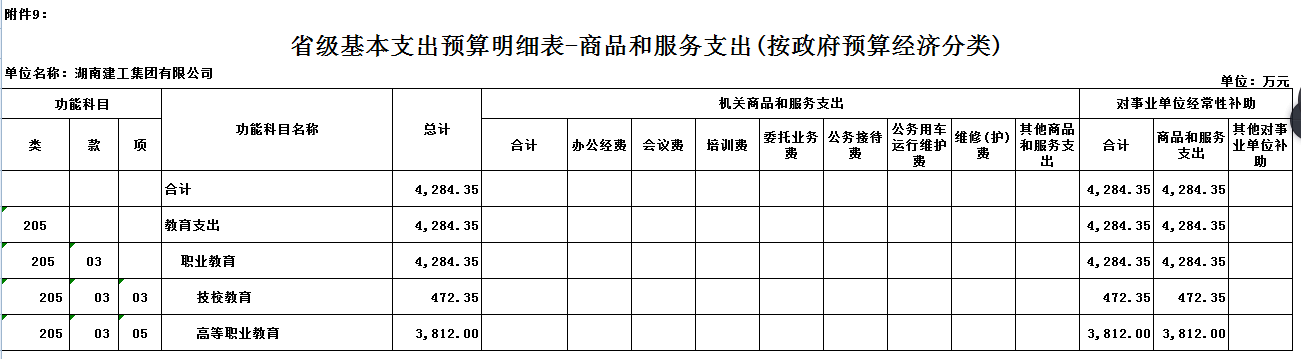 附件9：
省级基本支出预算明细表-商品和服务支出(按政府预算经济分类)
单位名称：湖南建工集团有限公司
单位：万元
功能科目 功能科目名称 总计 机关商品和服务支出 对事业单位经常性补助
类 款 项 合计 办公经费 会议费 培训费 委托业务费 公务接待费 公务用车运行维护费 维修(护)费 其他商品和服务支出 合计 商品和服务支出 其他对事业单位补助
合计 4,284.35 4,284.35 4,284.35
205 教育支出 4,284.35 4,284.35 4,284.35
205 03 职业教育 4,284.35 4,284.35 4,284.35
205 03 03 技校教育 472.35 472.35 472.35
205 03 05 高等职业教育 3,812.00 3,812.00 3,812.00